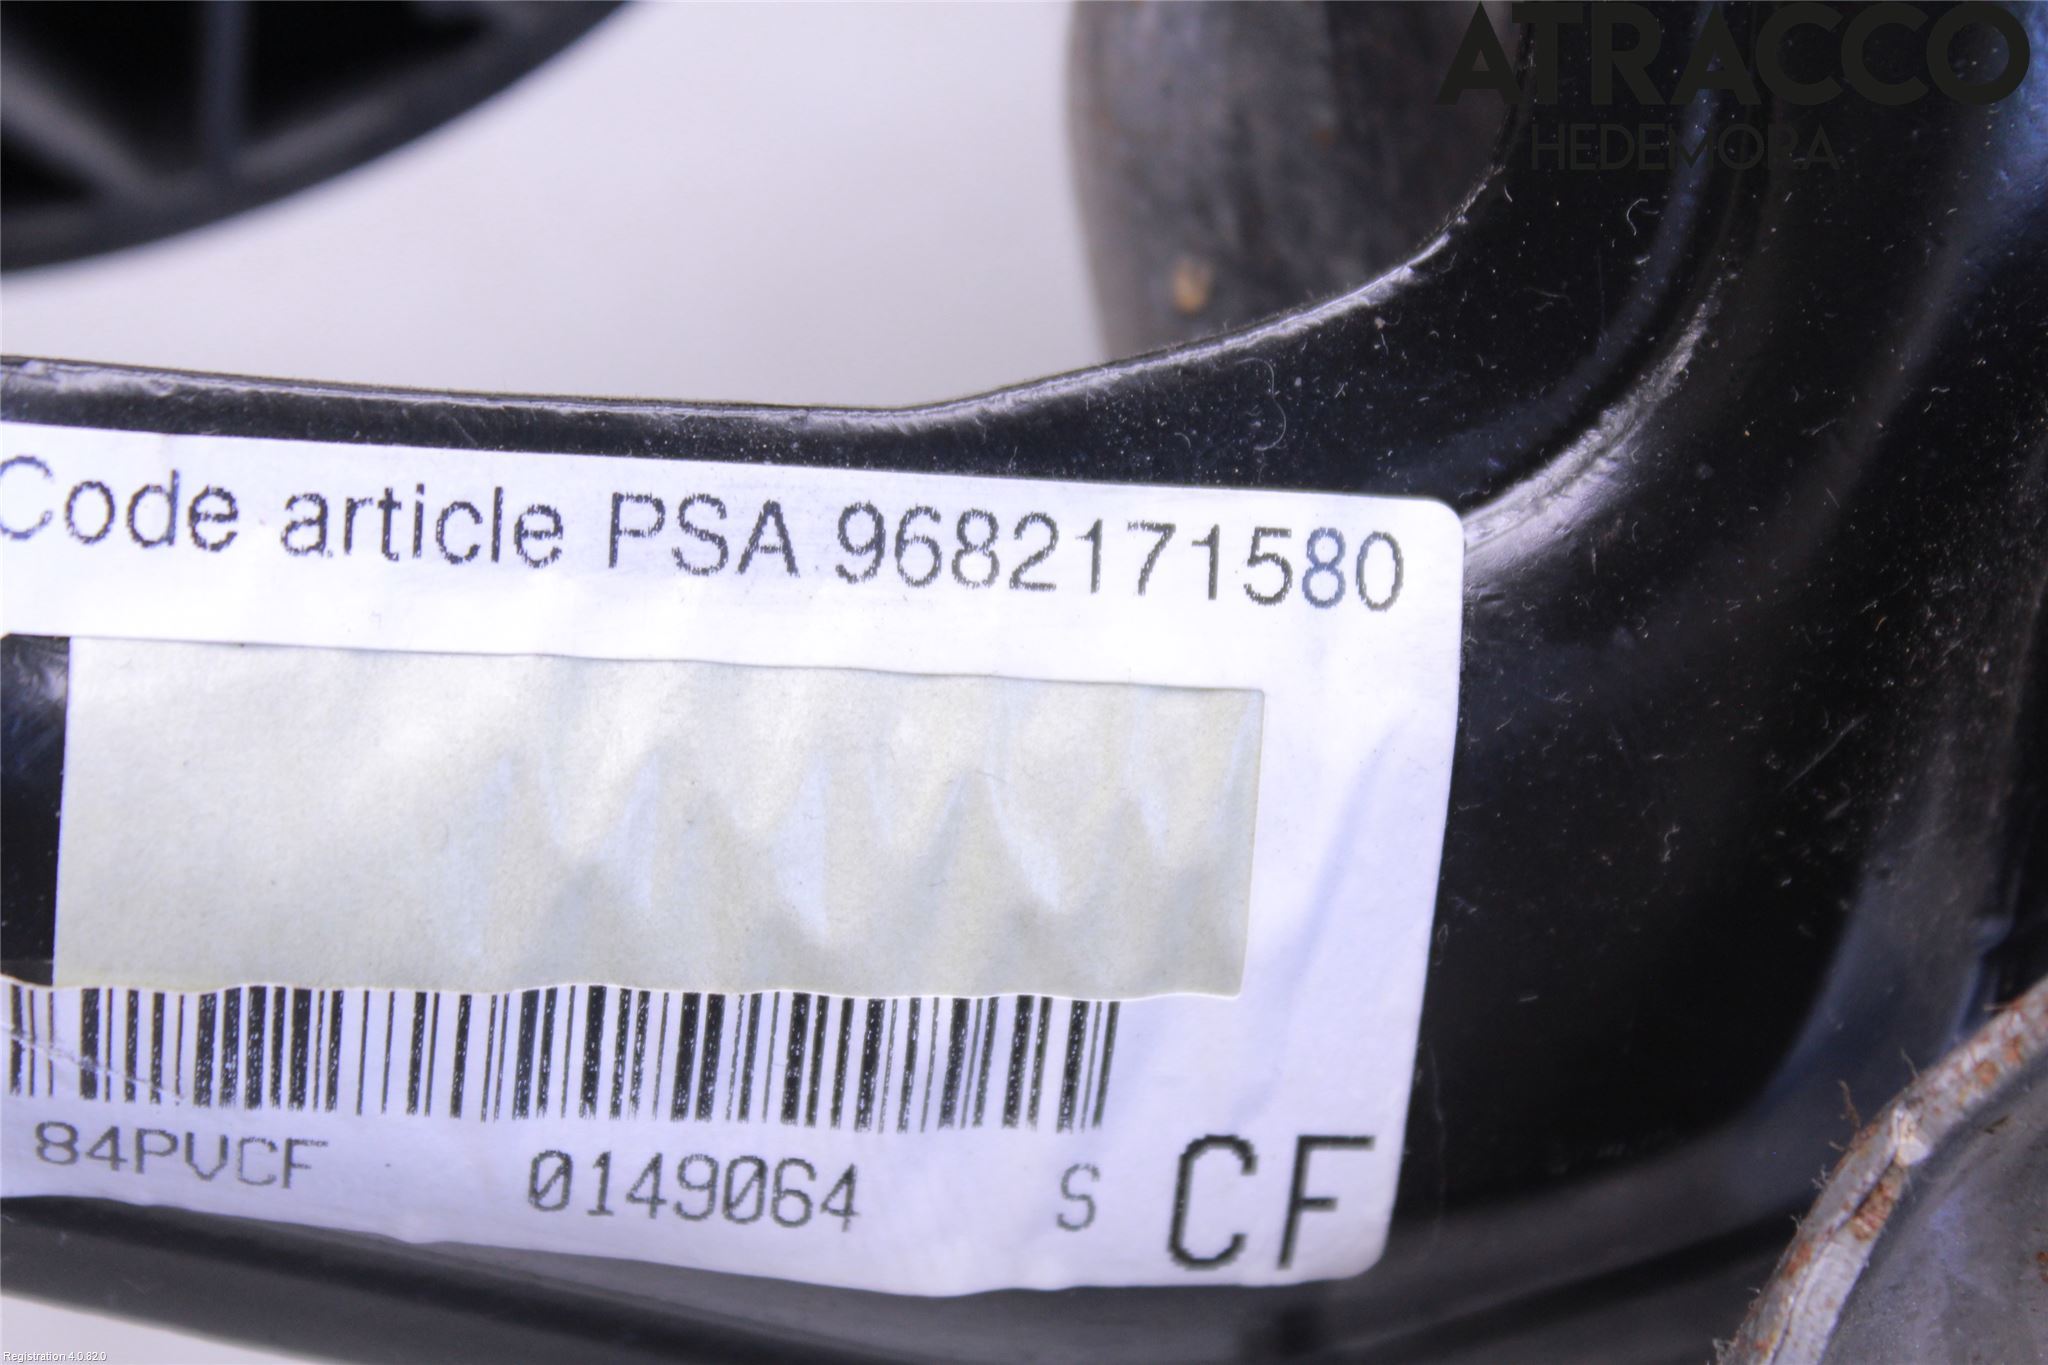 ATRACCO
HEDEMORA
Code article PSA 9682171580
84PVCF 0149064 S CF
Registration 4.0.82.0